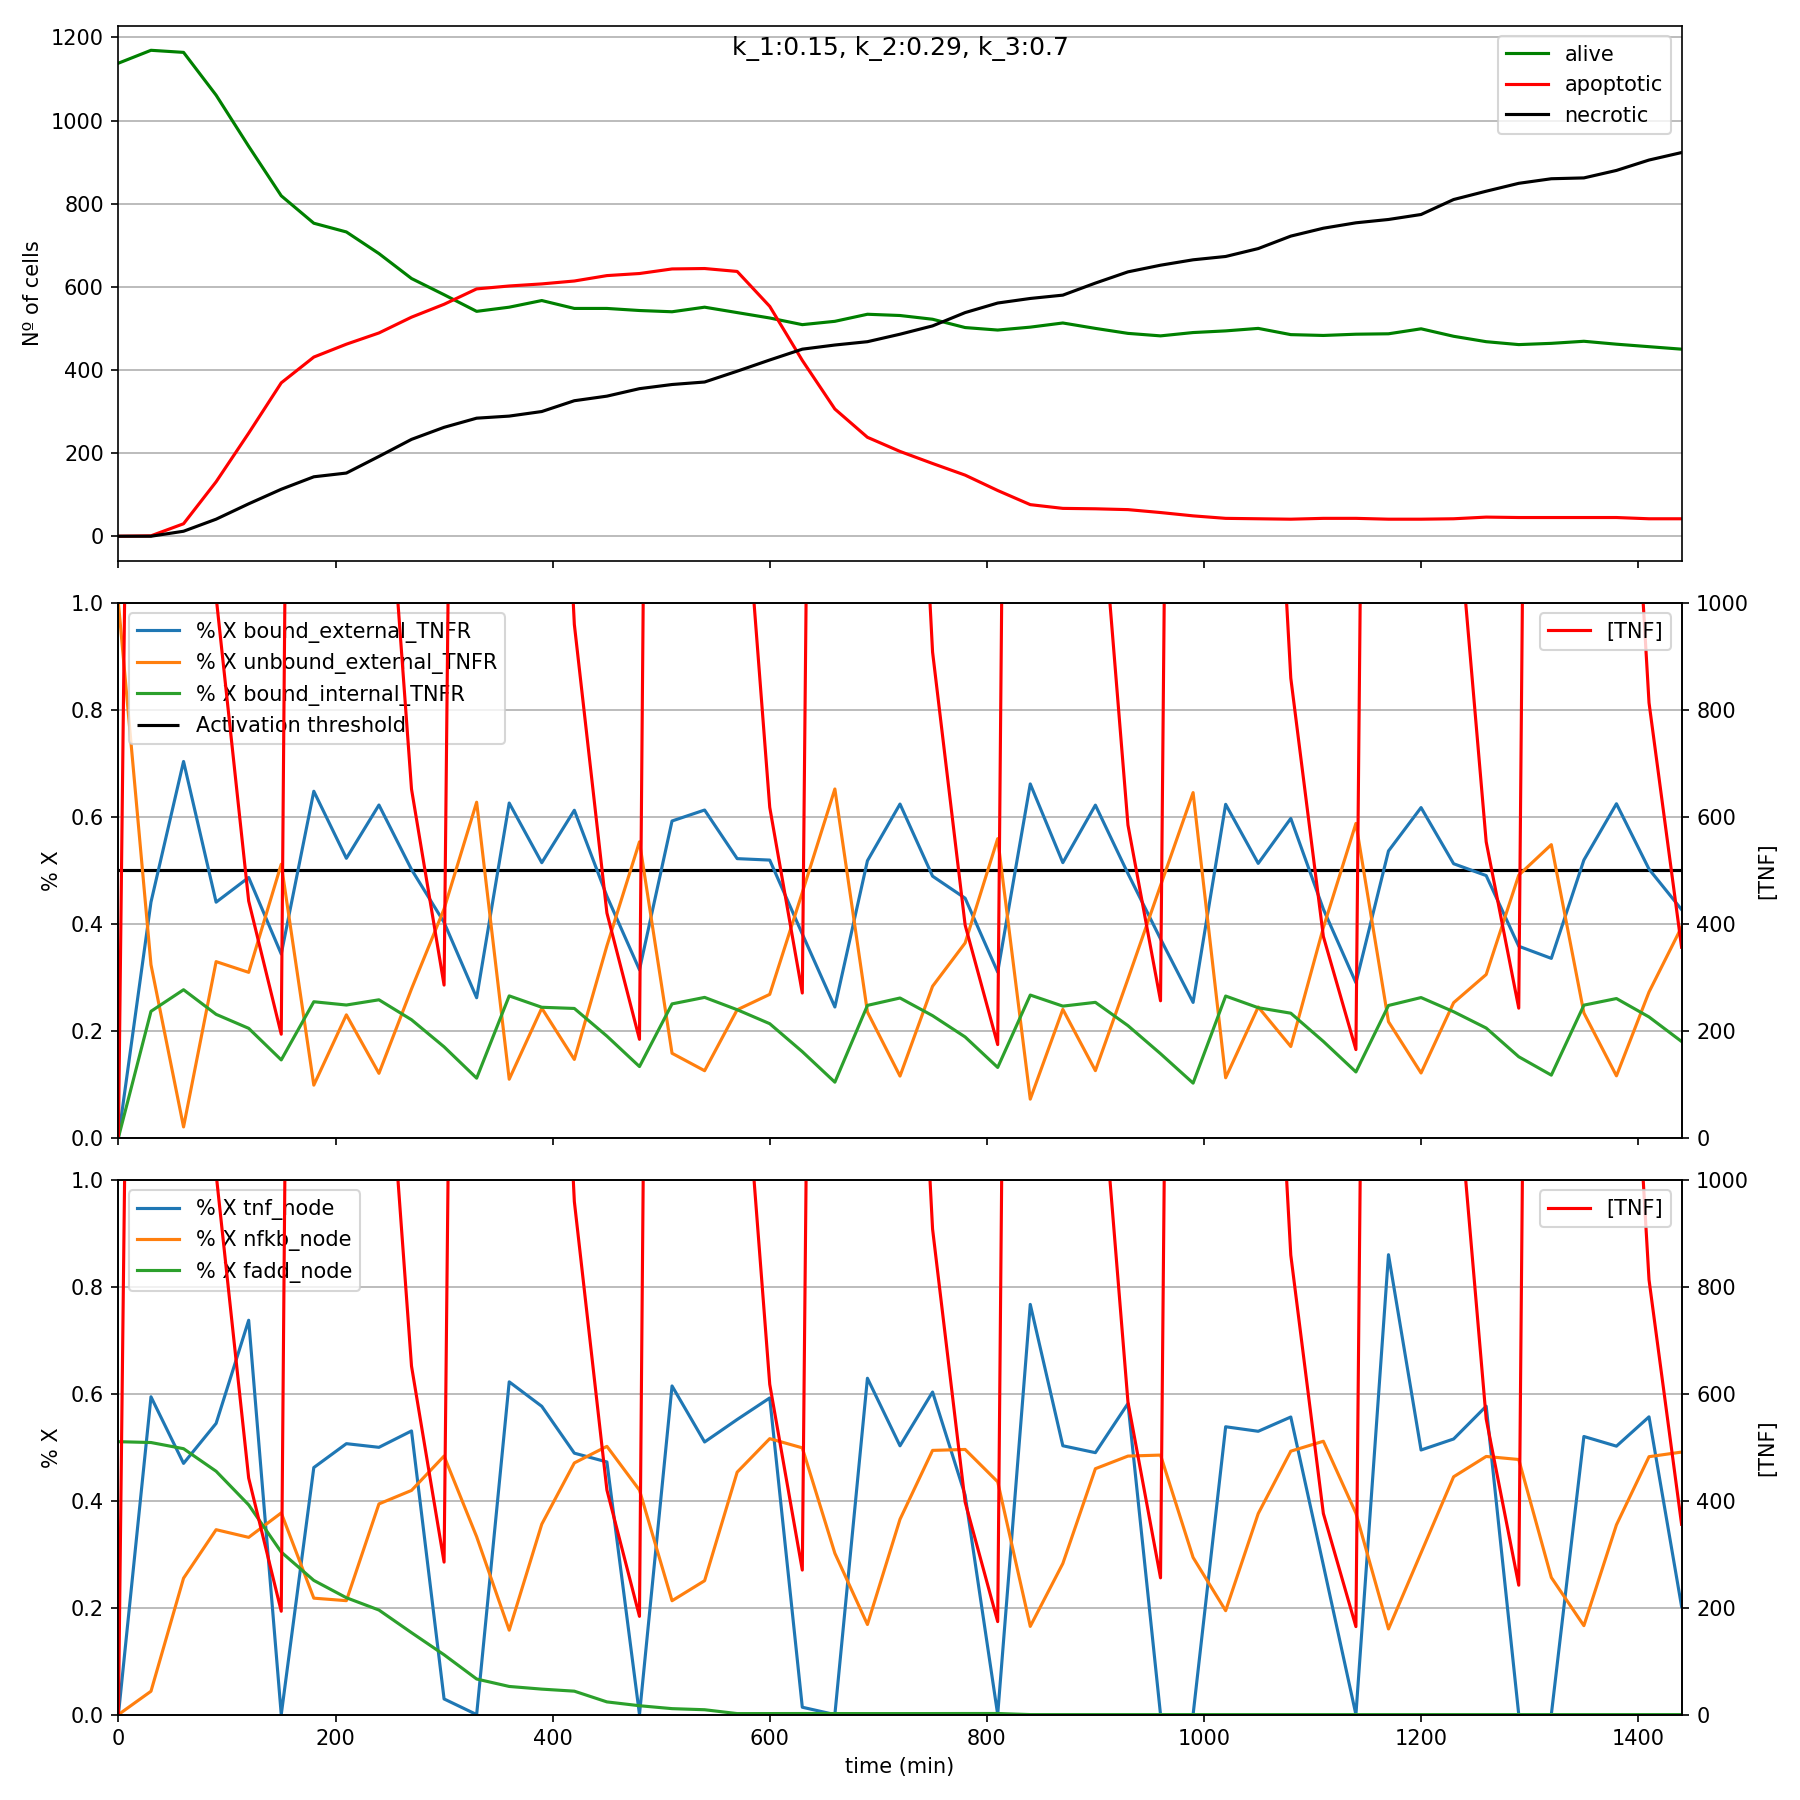 k_1:0.15, k_2:0.29, k_3:0.7
1200
1000
800
600
400
200
0
Nº of cells
alive
apoptotic
necrotic
1.0
0.8
0.6
0.4
0.2
0.0
% X
% X bound_external_TNFR
% X unbound_external_TNFR
% X bound_internal_TNFR
Activation threshold
[TNF]
1000
800
600
400
200
0
[TNF]
1.0
0.8
0.6
0.4
0.2
0.0
% X
% X tnf_node
% X nfkb_node
% X fadd_node
[TNF]
1000
800
600
400
200
0
[TNF]
0 200 400 600 800 1000 1200 1400
time (min)